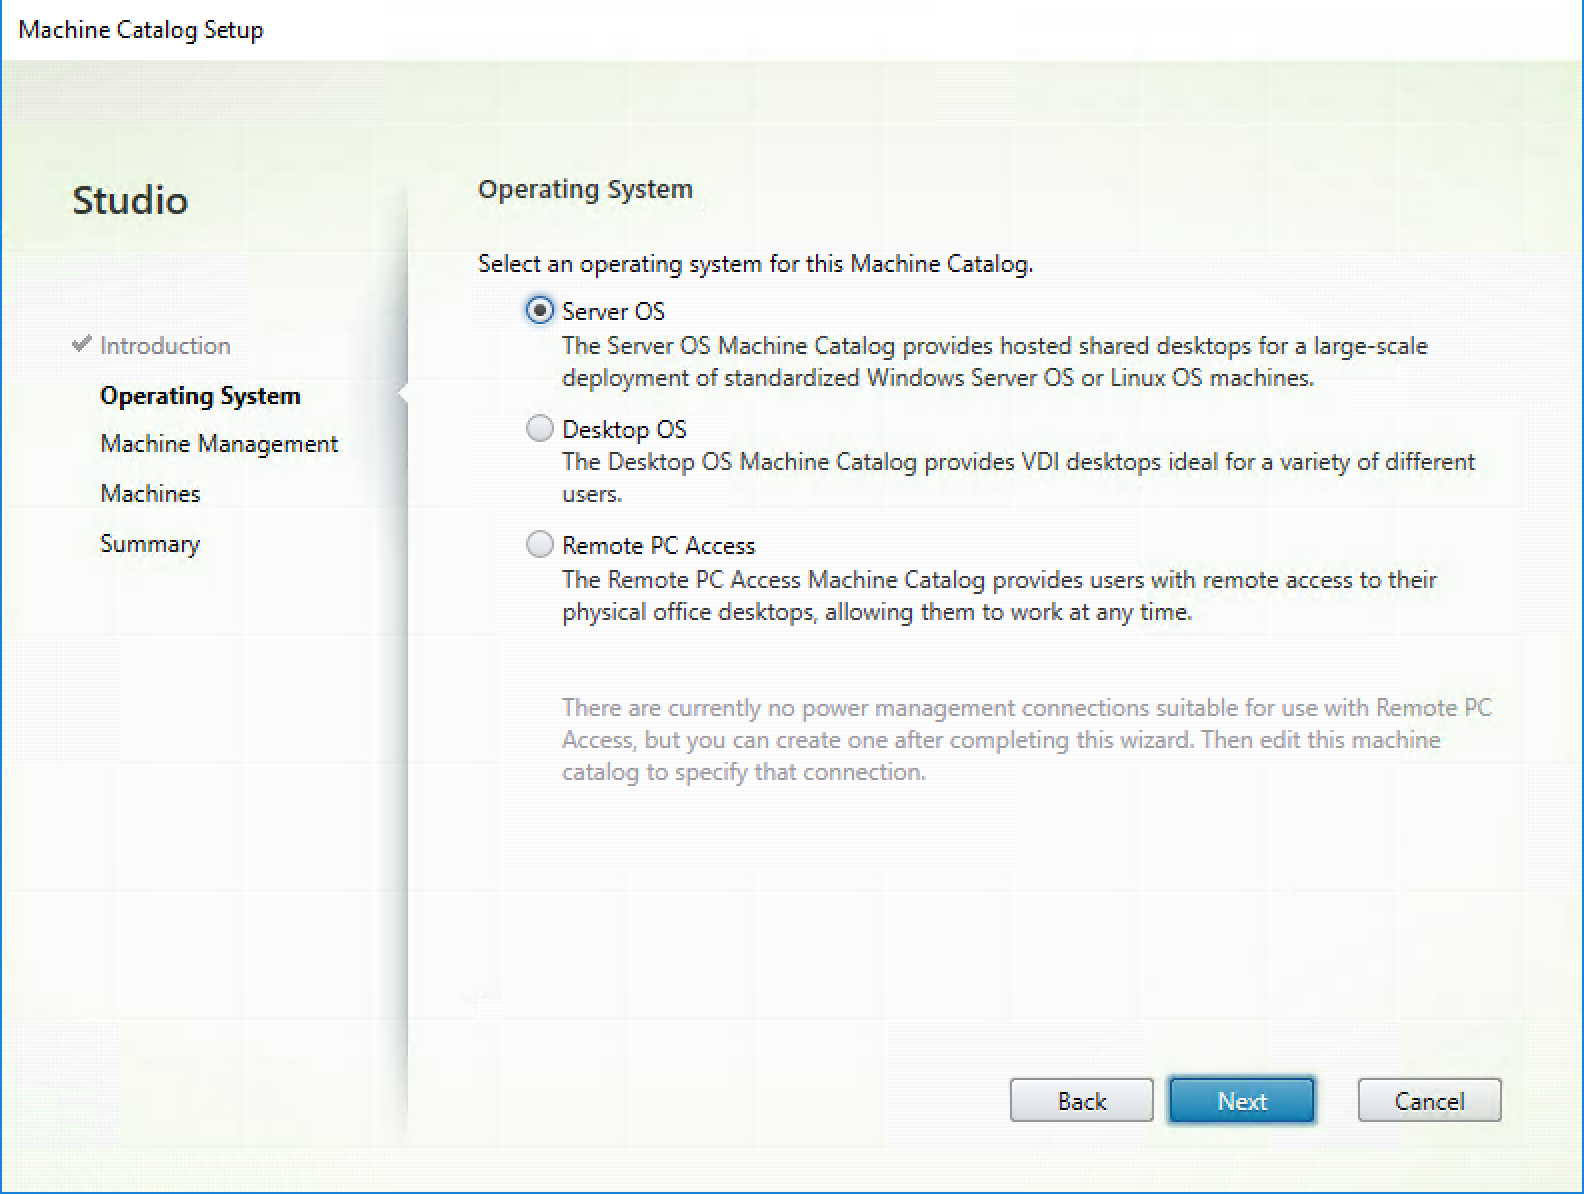 Machine Catalog Setup
Studio
Introduction
Operating System
Machine Management
Machines
Summary
Operating System
Select an operating system for this Machine Catalog.
Server OS
The Server OS Machine Catalog provides hosted shared desktops for a large-scale
deployment of standardized Windows Server OS or Linux OS machines.
Desktop OS
The Desktop OS Machine Catalog provides VDI desktops ideal for a variety of different
users.
Remote PC Access
The Remote PC Access Machine Catalog provides users with remote access to their
physical office desktops, allowing them to work at any time.
There are currently no power management connections suitable for use with Remote PC
Access, but you can create one after completing this wizard. Then edit this machine
catalog to specify that connection.
Back
Next
Cancel